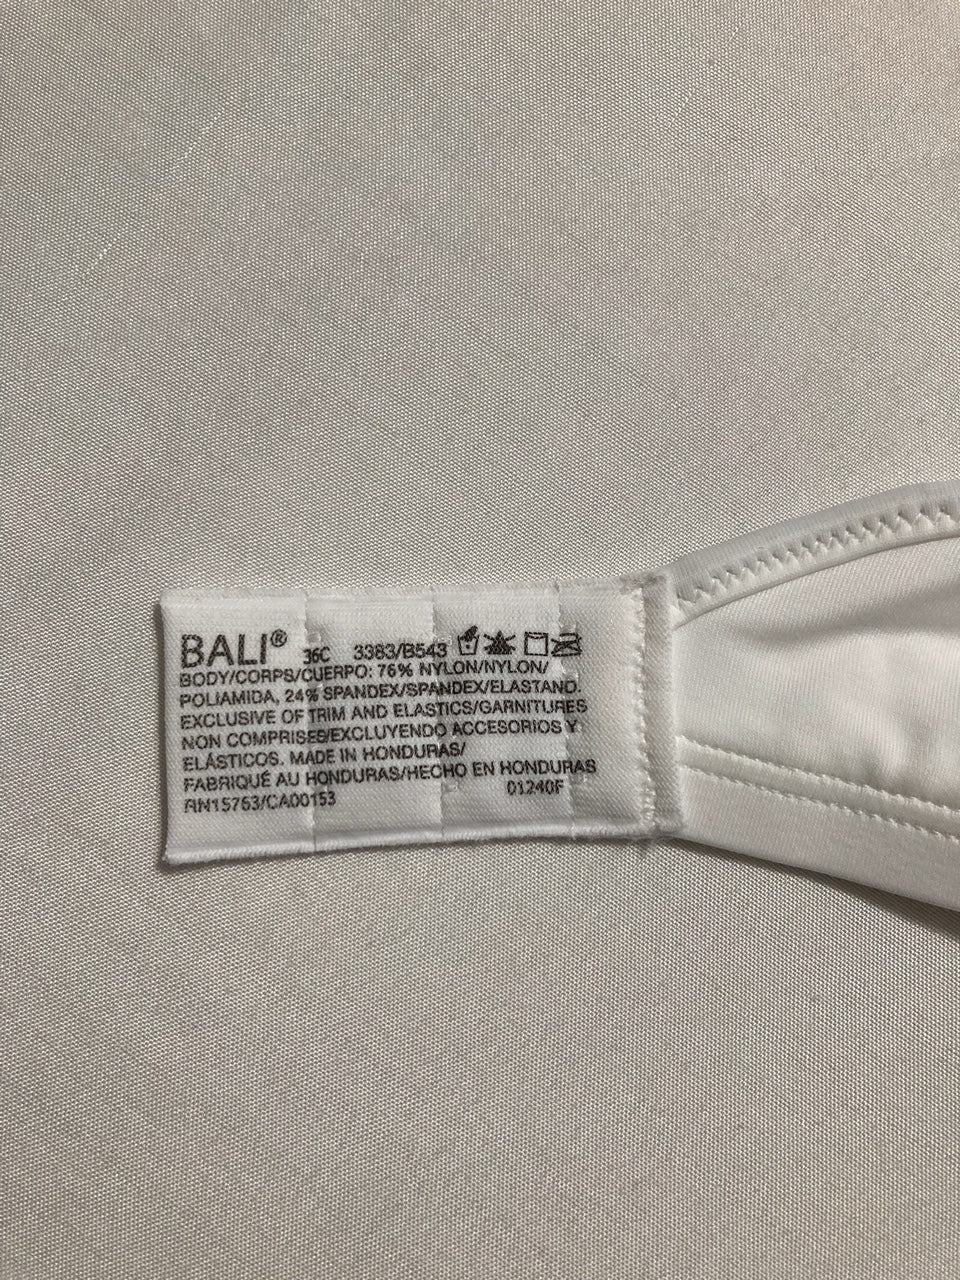 BALI® 36C 3383/B543
BODY/CORPS/CUERPO: 76% NYLON/NYLON/
POLIAMIDA, 24% SPANDEX/SPANDEX/ELASTANO.
EXCLUSIVE OF TRIM AND ELASTICS/GARNITURES
NON COMPRISES/EXCLUYENDO ACCESORIOS Y
ELÁSTICOS. MADE IN HONDURAS/
FABRIQUÉ AU HONDURAS/HECHO EN HONDURAS
RN15763/CA00153 01240F